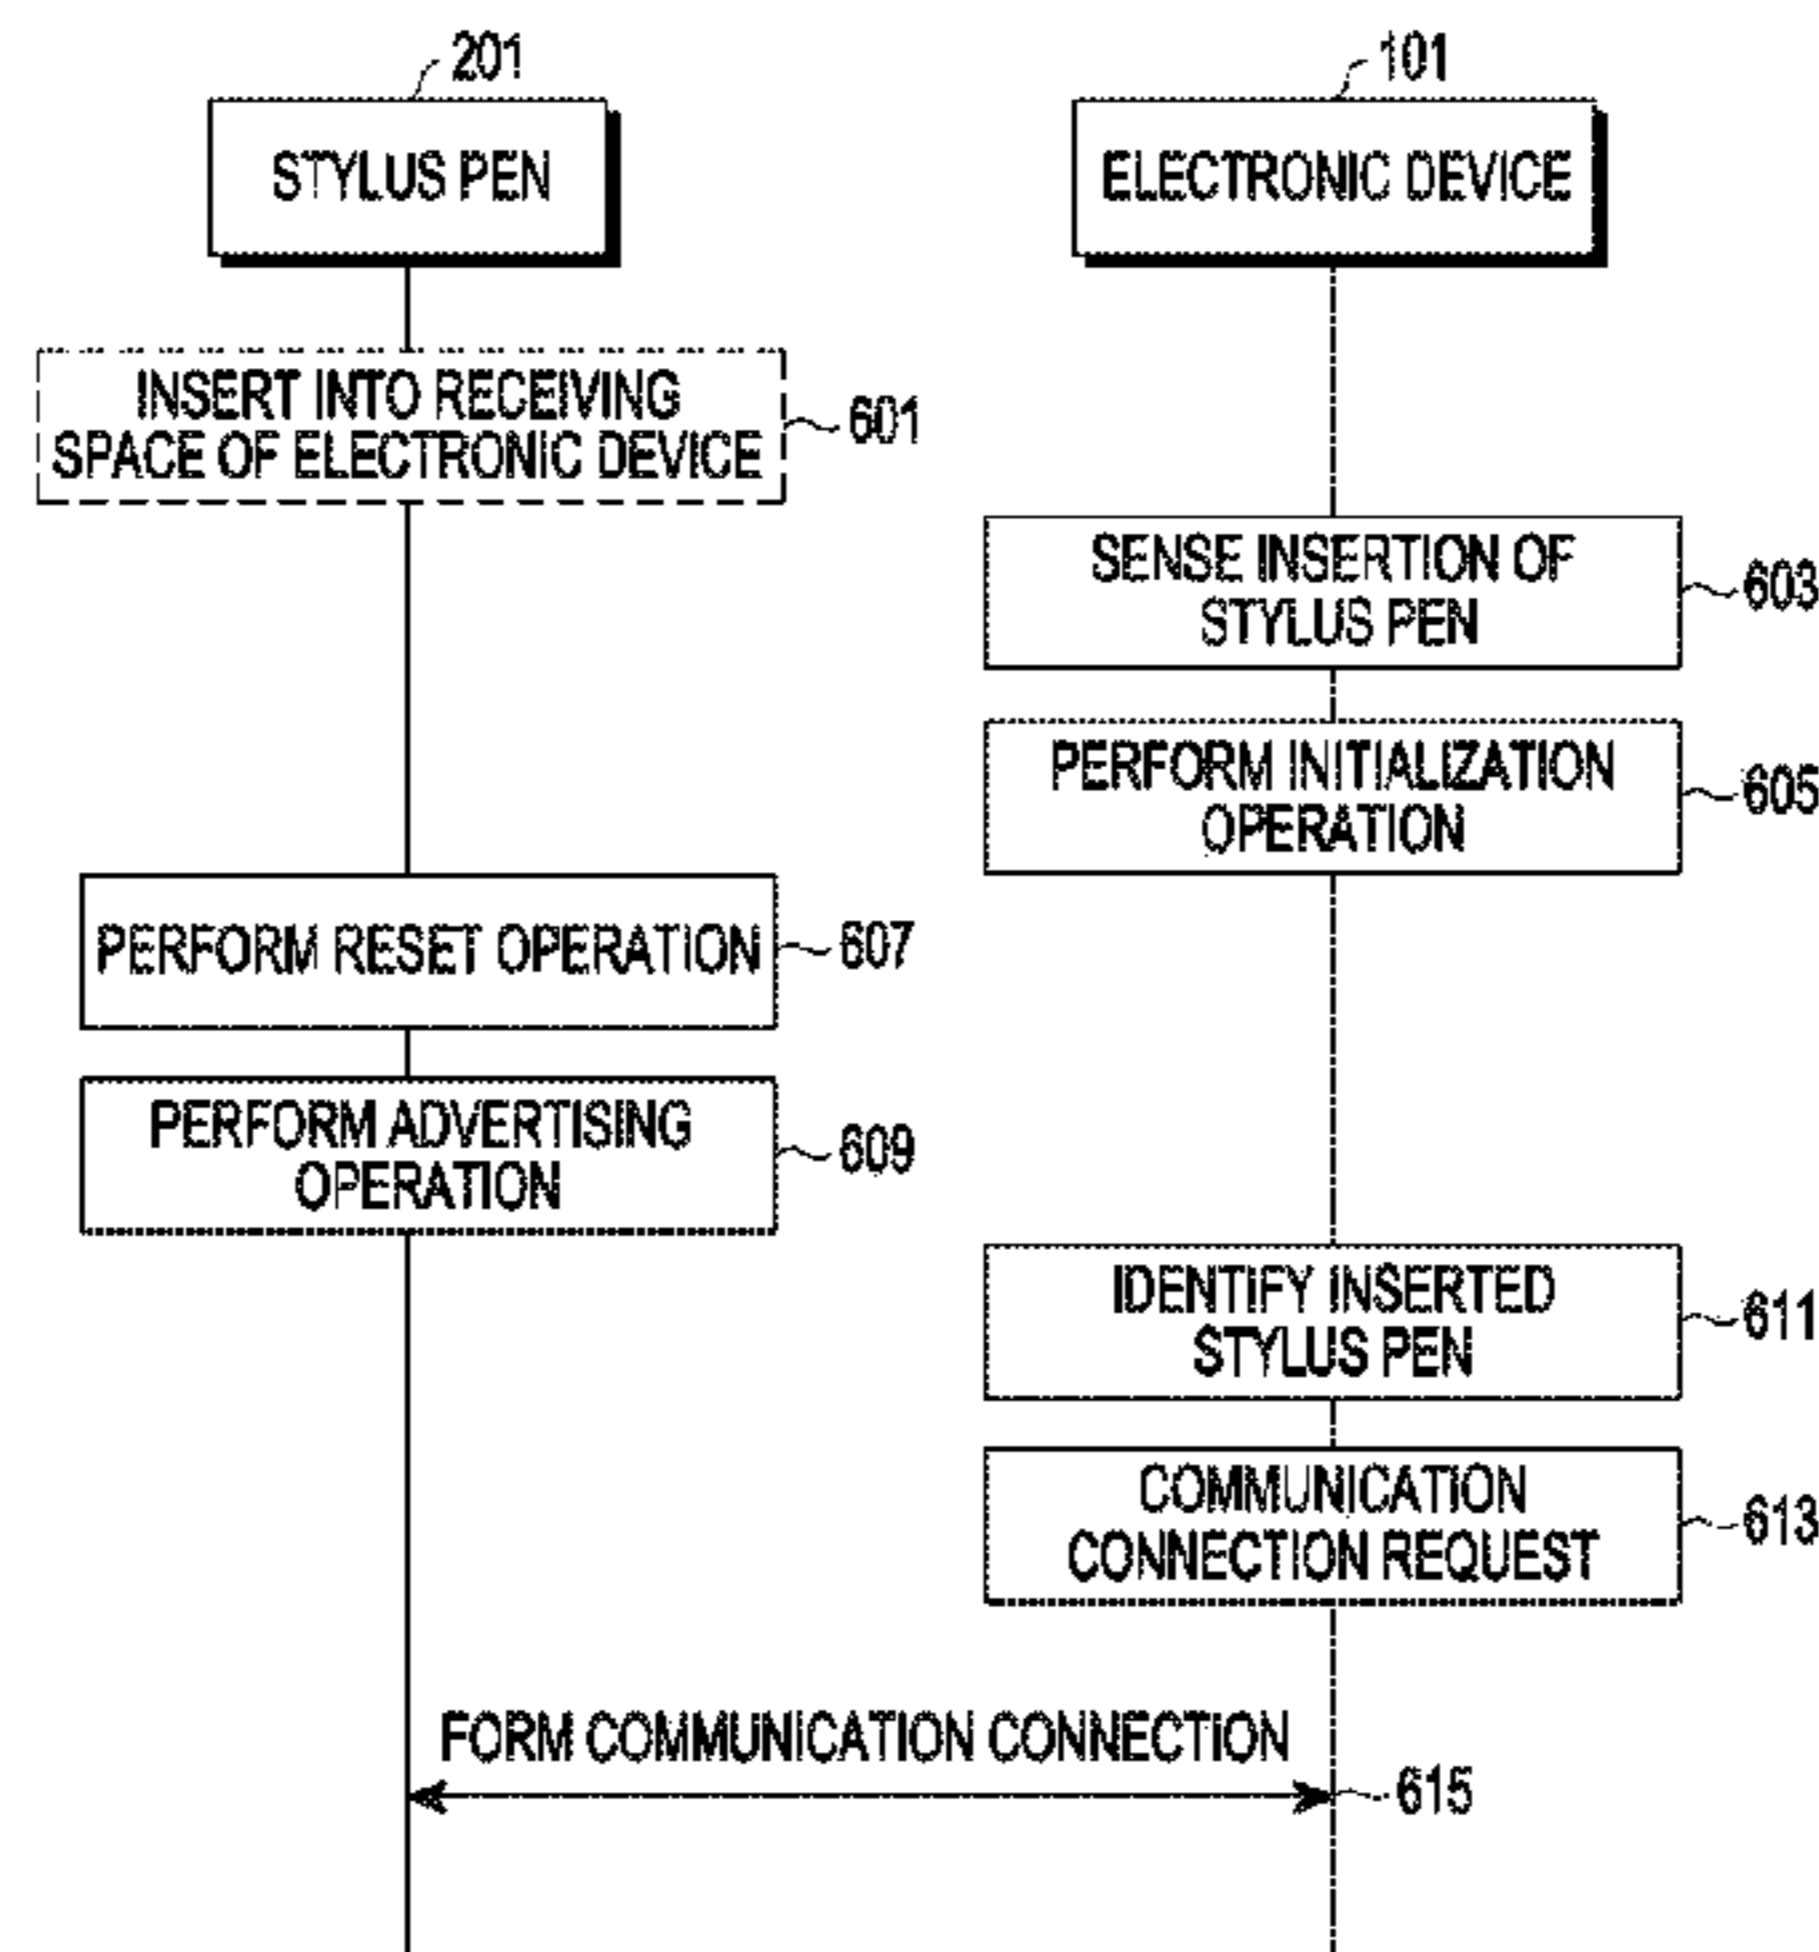 201
101
STYLUS PEN
ELECTRONIC DEVICE
INSERT INTO RECEIVING
SPACE OF ELECTRONIC DEVICE
601
SENSE INSERTION OF
STYLUS PEN
603
PERFORM INITIALIZATION
OPERATION
605
PERFORM RESET OPERATION
607
PERFORM ADVERTISING
OPERATION
609
IDENTIFY INSERTED
STYLUS PEN
611
COMMUNICATION
CONNECTION REQUEST
613
FORM COMMUNICATION CONNECTION
615